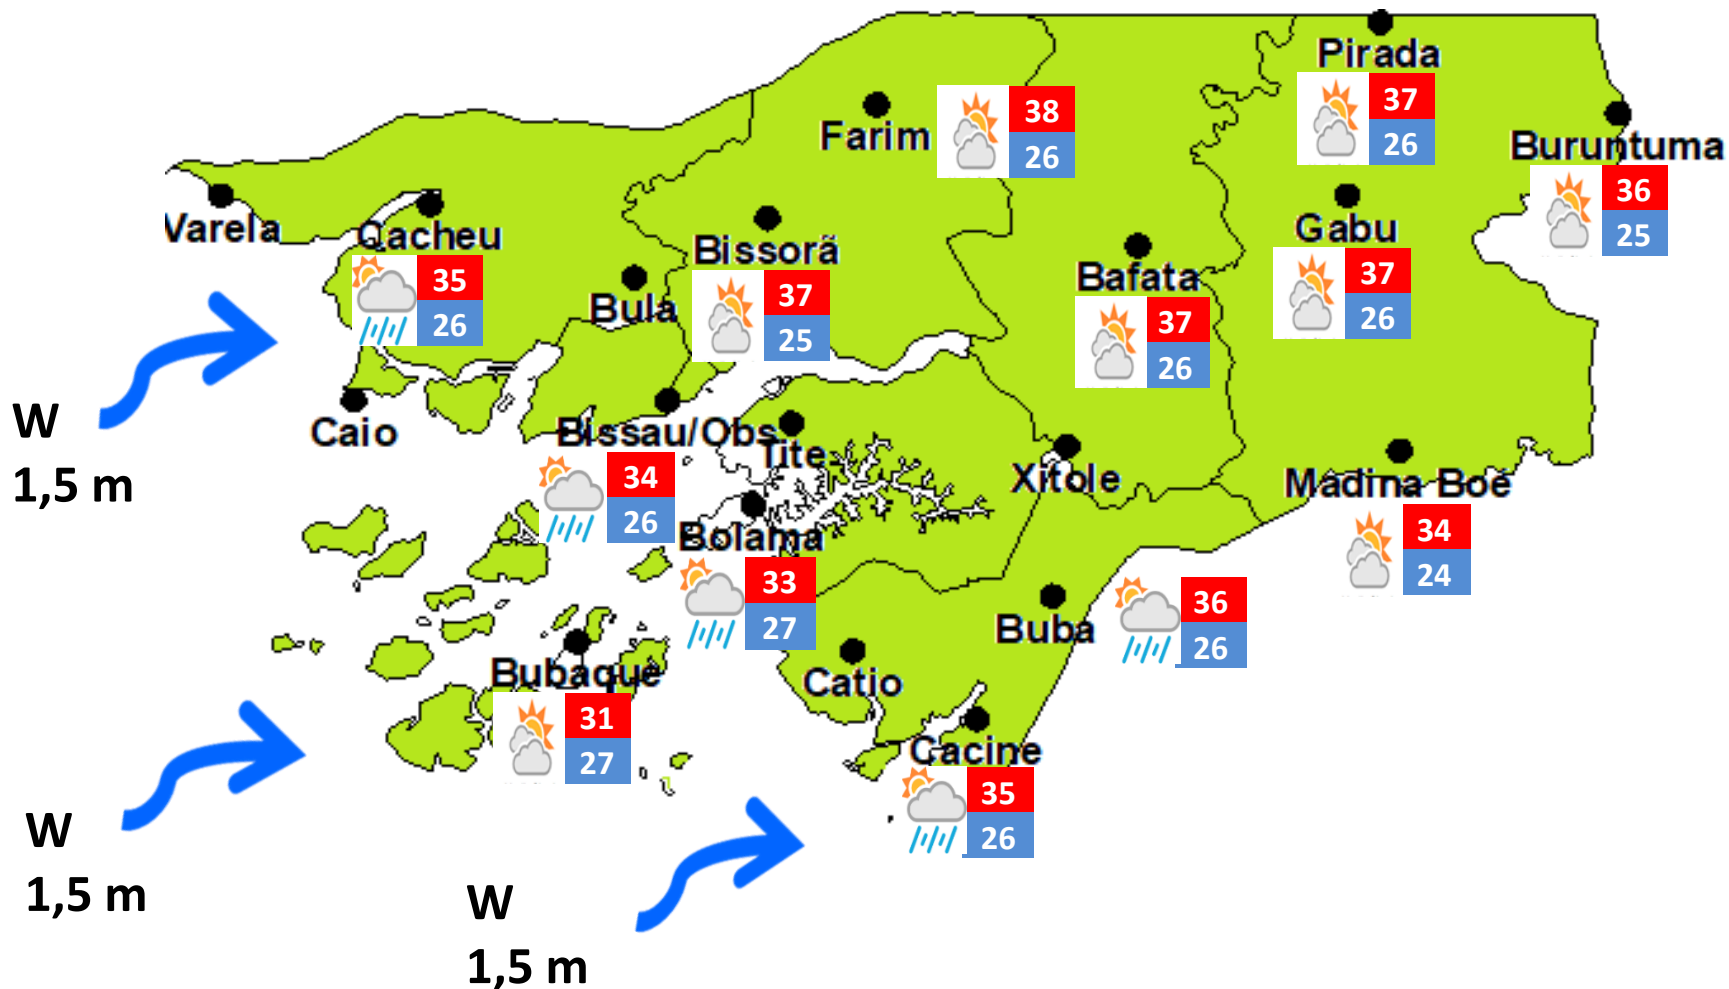 Pirada
37
26
Farim
38
26
Buruntuma
36
25
Varela
Qacheu
35
26
Bissorã
37
25
Gabu
37
26
Bafata
37
26
Bula
W
1,5 m
Caio
Bissau/Obs
34
26
Tite
Xitole
Madina Boé
34
24
Bolama
33
27
Buba
36
26
Bubaque
31
27
Catio
Cacine
35
26
W
1,5 m
W
1,5 m